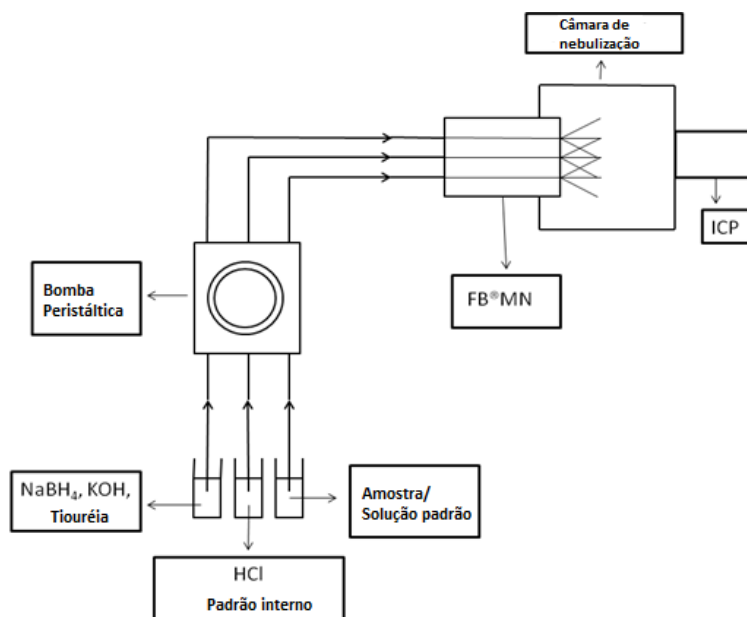 Câmara de
nebulização
ICP
FB®MN
Bomba
Peristáltica
NaBH₄, KOH,
Tiouréia
Amostra/
Solução padrão
HCl
Padrão interno